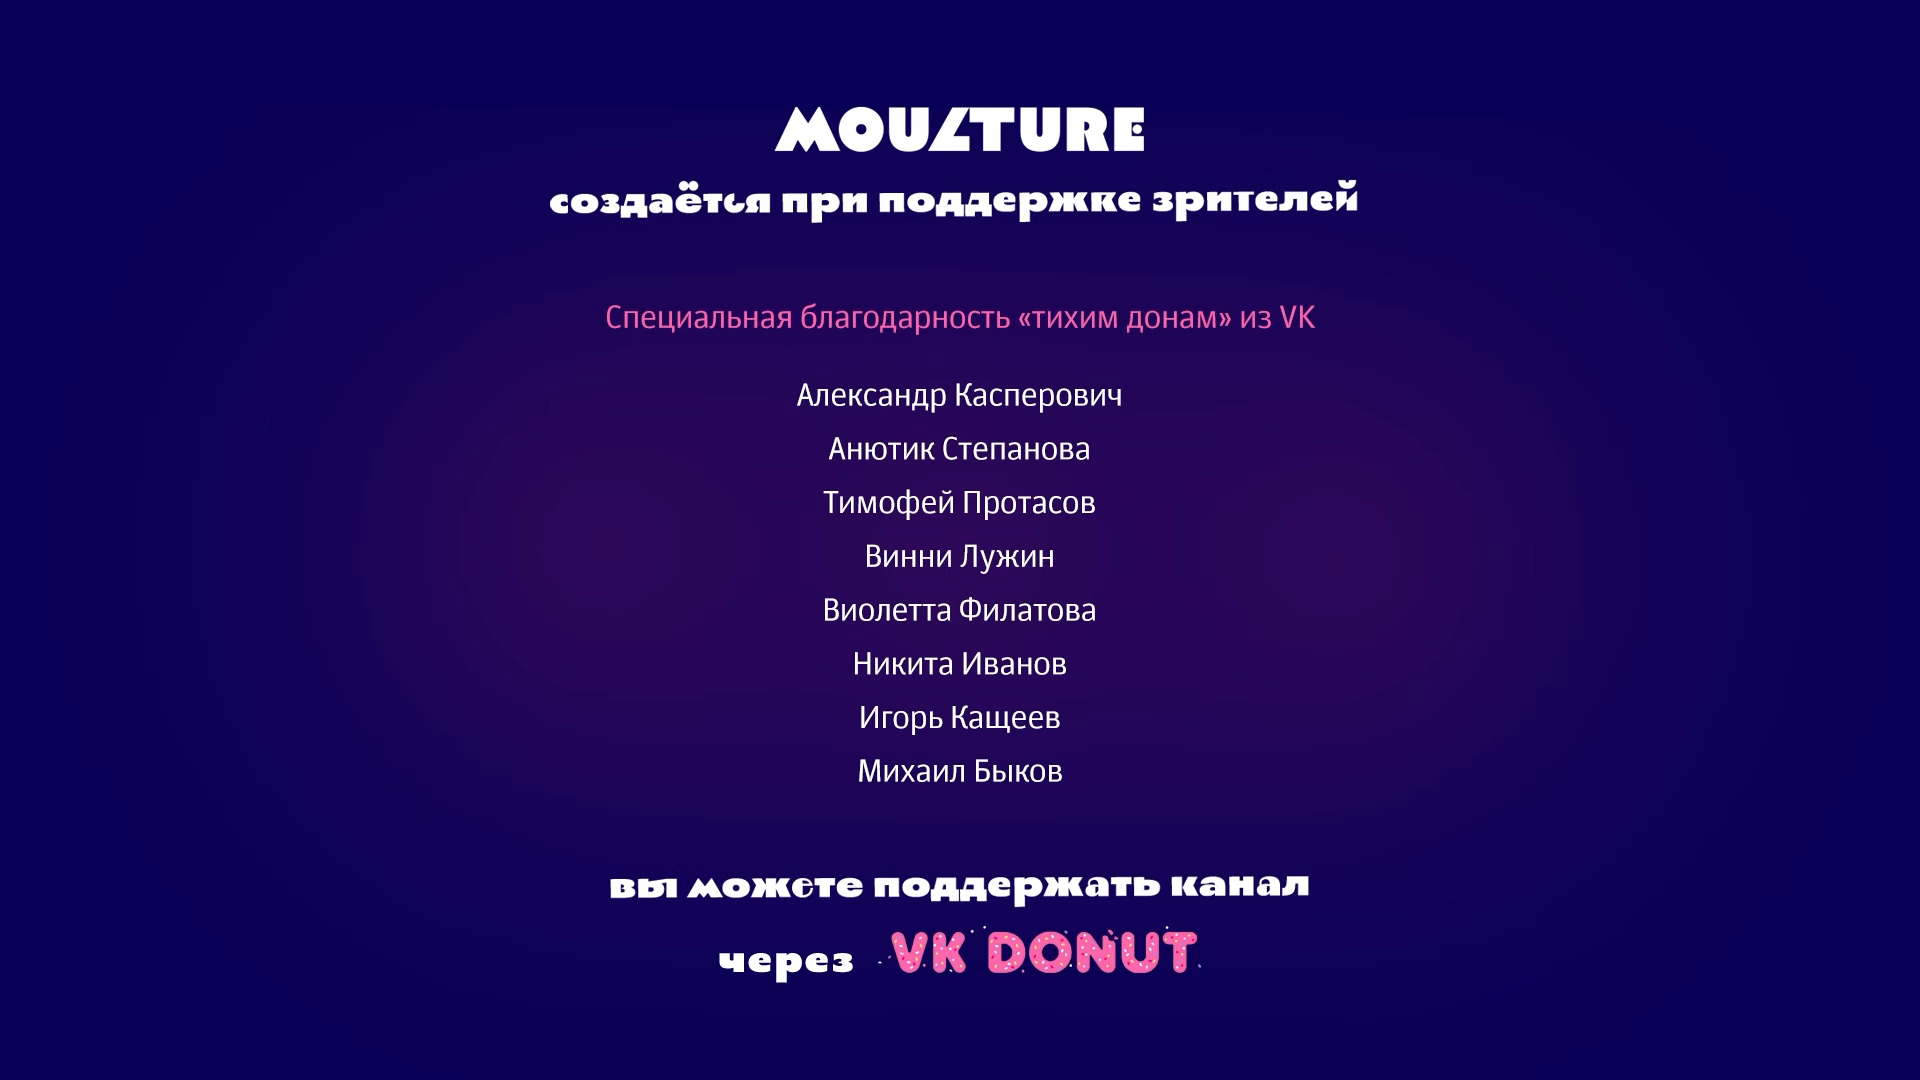 MOULTURE
создаётся при поддержке зрителей
Специальная благодарность «тихим донам» из VK
Александр Касперович
Анютик Степанова
Тимофей Протасов
Винни Лужин
Виолетта Филатова
Никита Иванов
Игорь Кащеев
Михаил Быков
вы можете поддержать канал
через VK DONUT